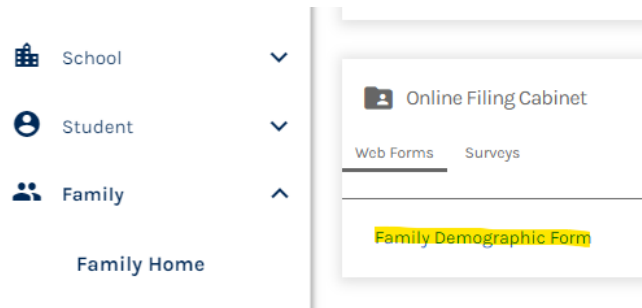 School
Student
Family
Family Home
Online Filing Cabinet
Web Forms Surveys
Family Demographic Form